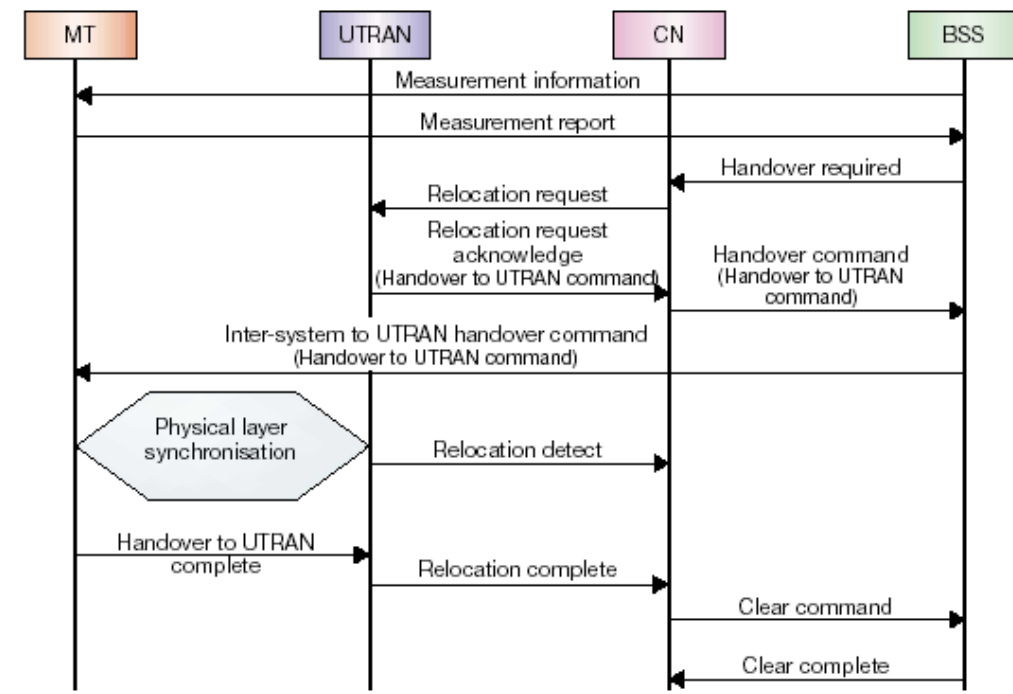 MT
UTRAN
CN
BSS
Measurement information
Measurement report
Handover required
Relocation request
Relocation request
acknowledge
(Handover to UTRAN command)
Handover command
(Handover to UTRAN
command)
Inter-system to UTRAN handover command
(Handover to UTRAN command)
Physical layer
synchronisation
Relocation detect
Handover to UTRAN
complete
Relocation complete
Clear command
Clear complete